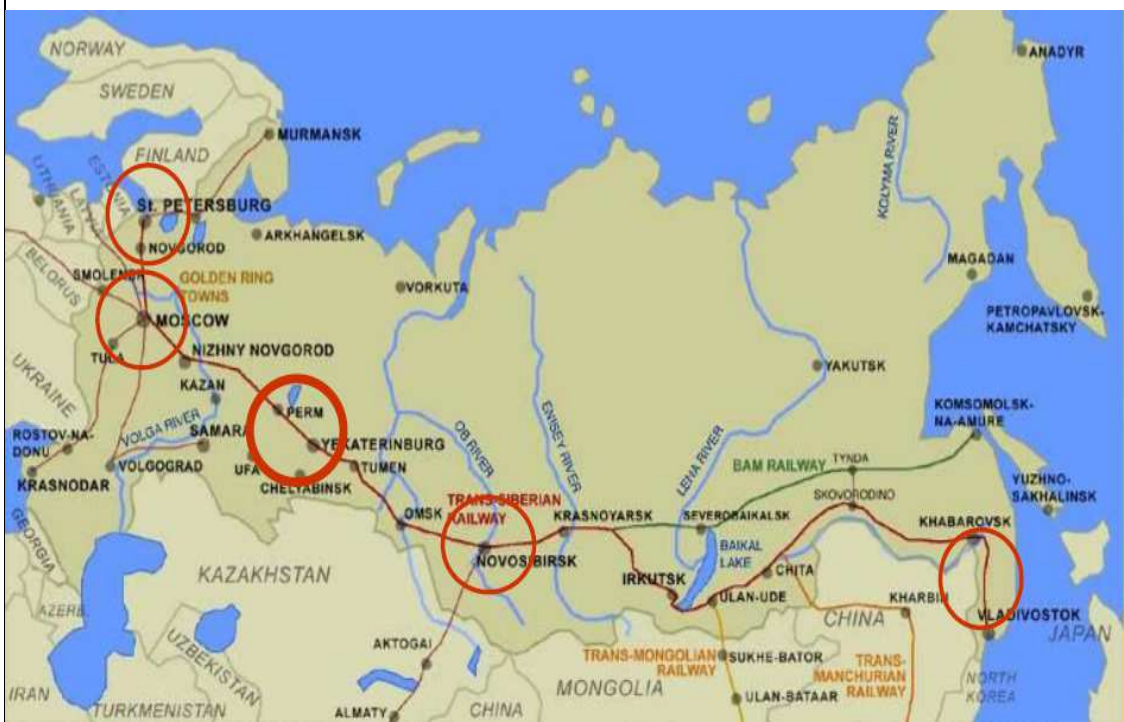 NORWAY
SWEDEN
FINLAND
ESTONIA
LATVIA
LITHUANIA
BELORUS
UKRAINE
GEORGIA
AZERB.
IRAN
TURKMENISTAN
UZBEKISTAN
KAZAKHSTAN
MURMANSK
ANADYR
St. PETERSBURG
NOVGOROD
ARKHANGELSK
SMOLENSK
GOLDEN RING
TOWNS
VORKUTA
KOLYMA RIVER
MAGADAN
PETROPAVLOVSK-
KAMCHATSKY
MOSCOW
TULA
NIZHNY NOVGOROD
KAZAN
PERM
VOLGA RIVER
SAMARA
YEKATERINBURG
ROSTOV-NA-
DONU
VOLGOGRAD
UFA
TUMEN
CHELYABINSK
KRASNODAR
OB RIVER
ENISEY RIVER
LENA RIVER
YAKUTSK
KOMSOMOLSK-
NA-AMURE
BAM RAILWAY
TYNDA
SKOVORODINO
YUZHNO-
SAKHALINSK
OMSK
TRANS-SIBERIAN
RAILWAY
NOVOSIBIRSK
KRASNOYARSK
SEVEROBAIKALSK
KHABAROVSK
BAIKAL
LAKE
IRKUTSK
CHITA
ULAN-UDE
KHARBIN
VLADIVOSTOK
CHINA
JAPAN
AKTOGAI
TRANS-MONGOLIAN
RAILWAY
SUKHE-BATOR
TRANS-
MANCHURIAN
RAILWAY
NORTH
KOREA
MONGOLIA
ULAN-BATAAR
ALMATY
CHINA